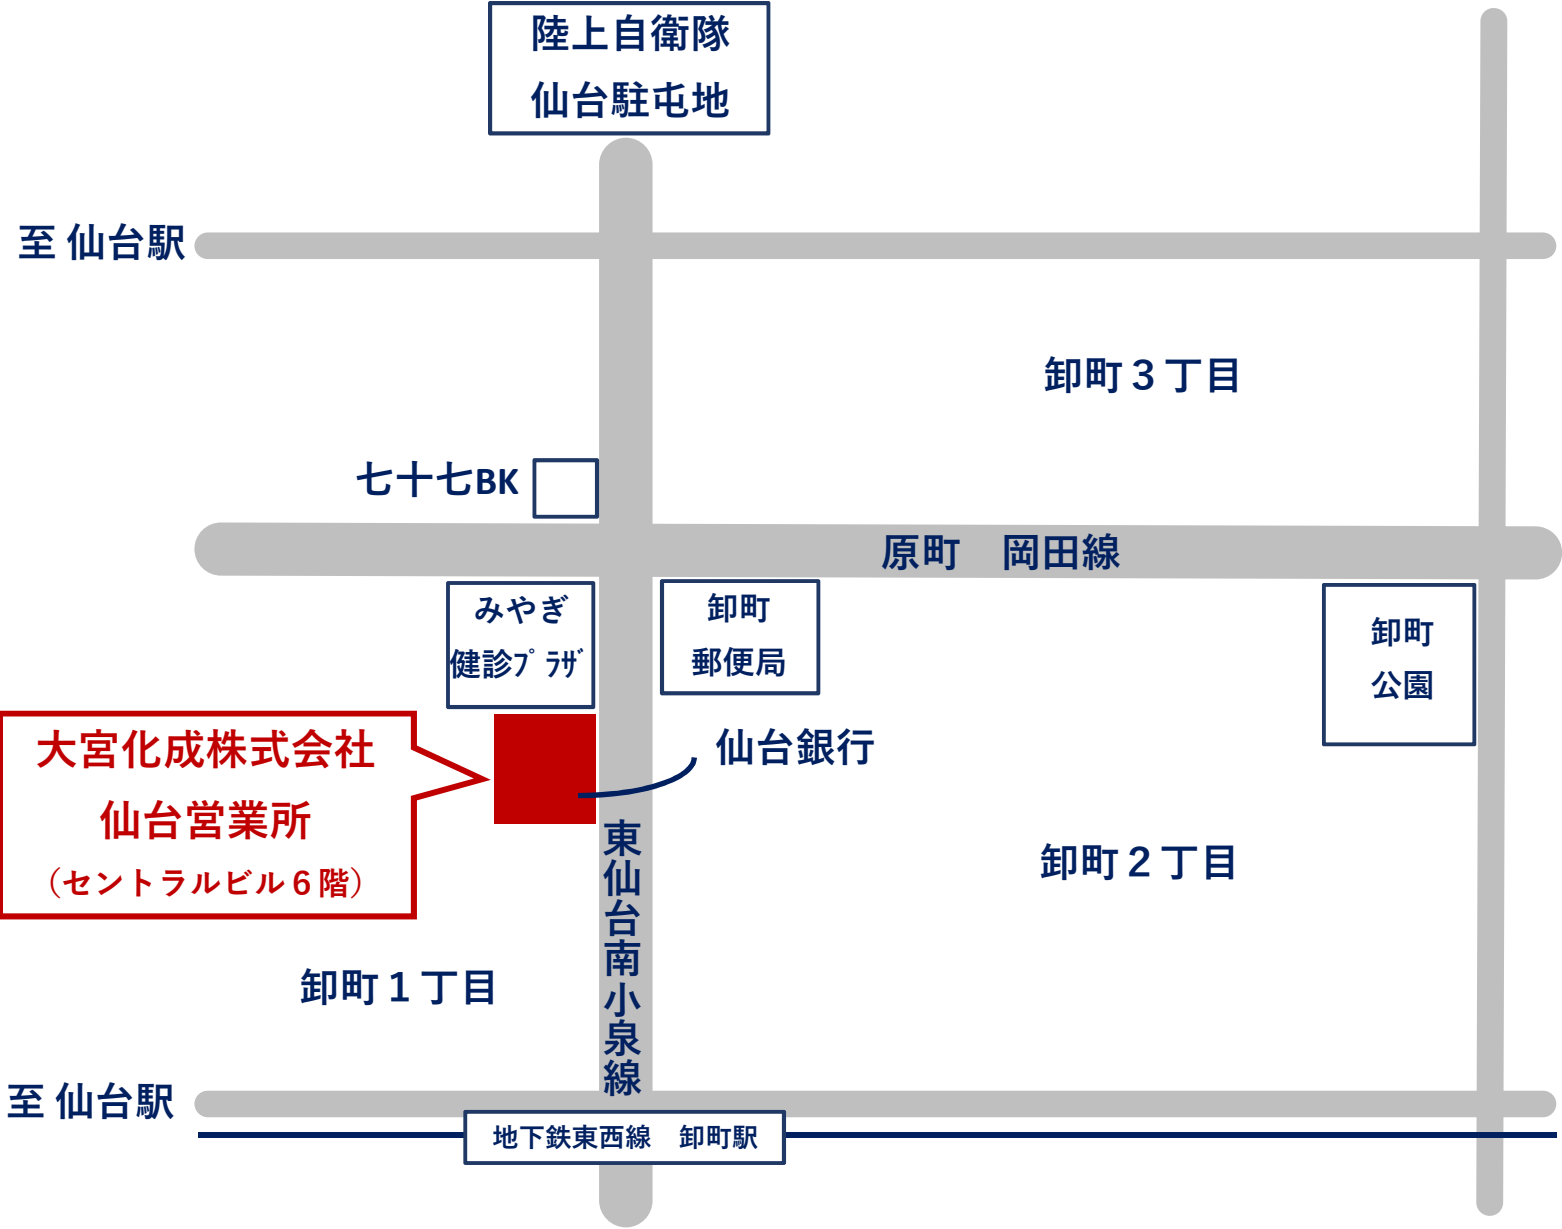 陸上自衛隊
仙台駐屯地
至 仙台駅
卸町３丁目
七十七BK
原町　岡田線
みやぎ
健診ﾌﾟﾗｻﾞ
卸町
郵便局
卸町
公園
大宮化成株式会社
仙台営業所
（セントラルビル６階）
仙台銀行
東仙台南小泉線
卸町２丁目
卸町１丁目
至 仙台駅
地下鉄東西線　卸町駅